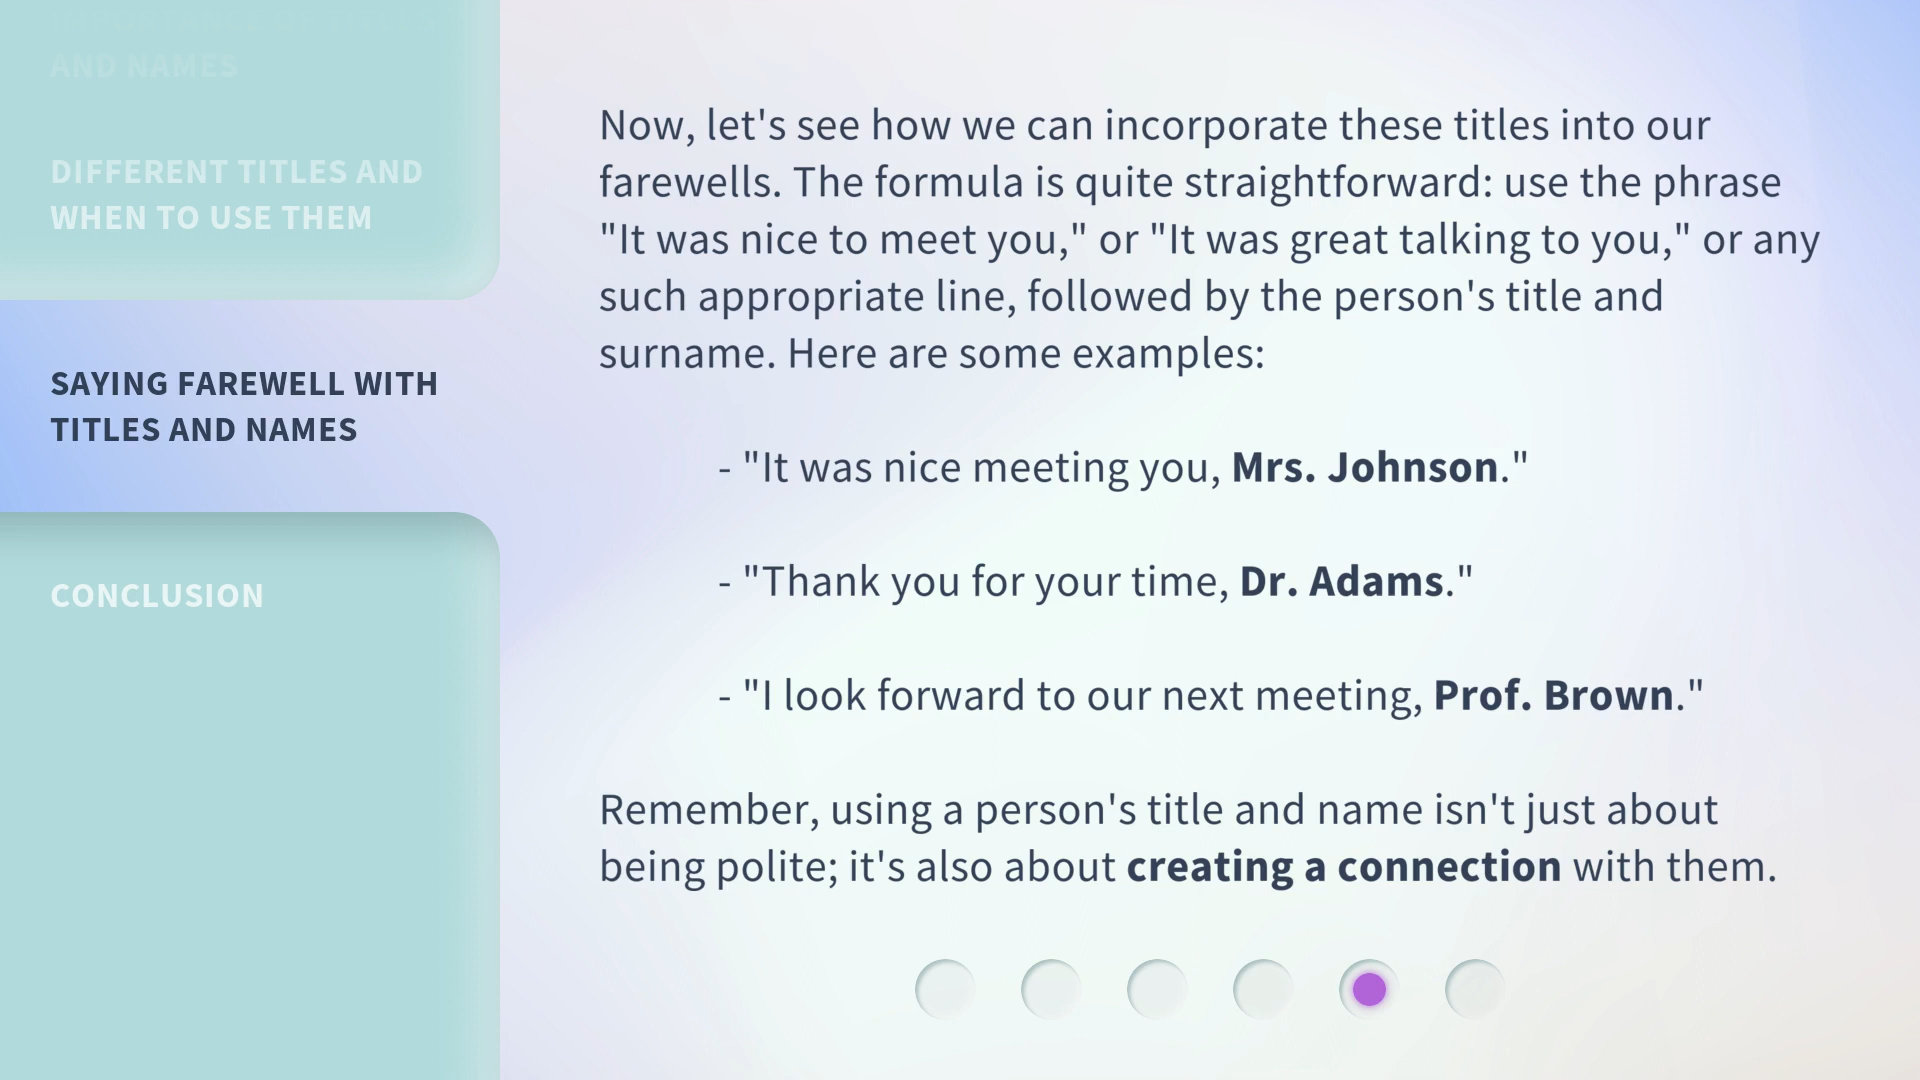 IMPORTANCE OF TITLES
AND NAMES
DIFFERENT TITLES AND
WHEN TO USE THEM
SAYING FAREWELL WITH
TITLES AND NAMES
CONCLUSION
Now, let's see how we can incorporate these titles into our
farewells. The formula is quite straightforward: use the phrase
"It was nice to meet you," or "It was great talking to you," or any
such appropriate line, followed by the person's title and
surname. Here are some examples:
- "It was nice meeting you, Mrs. Johnson."
- "Thank you for your time, Dr. Adams."
- "I look forward to our next meeting, Prof. Brown."
Remember, using a person's title and name isn't just about
being polite; it's also about creating a connection with them.